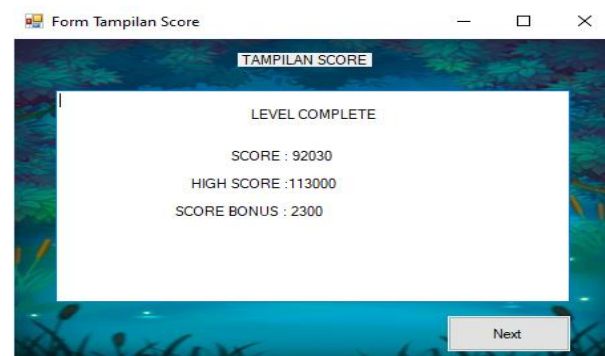 Form Tampilan Score
TAMPILAN SCORE
LEVEL COMPLETE
SCORE : 92030
HIGH SCORE :113000
SCORE BONUS : 2300
Next